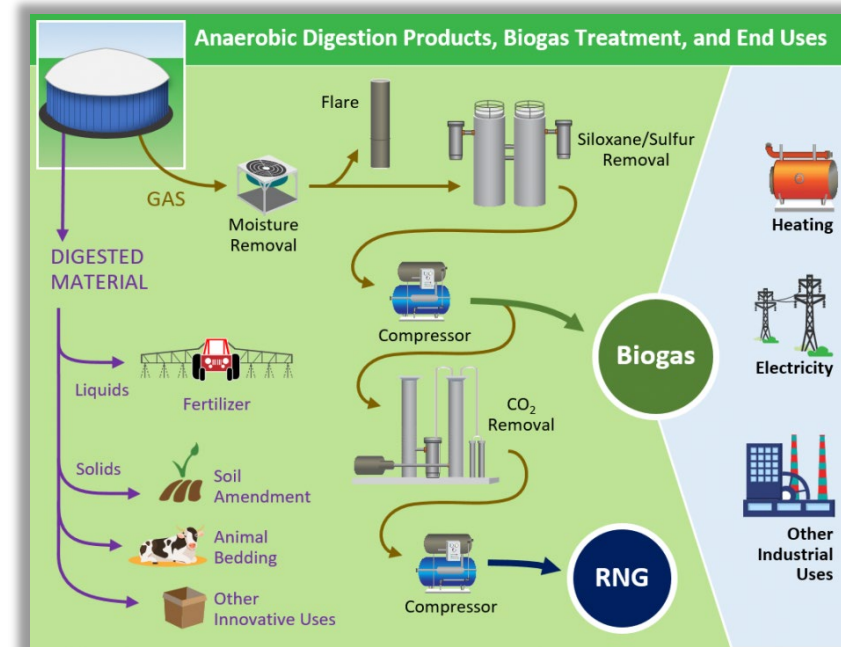 Anaerobic Digestion Products, Biogas Treatment, and End Uses
GAS
Moisture
Removal
Flare
Siloxane/Sulfur
Removal
DIGESTED
MATERIAL
Liquids
Fertilizer
Solids
Soil
Amendment
Animal
Bedding
Other
Innovative Uses
Compressor
Biogas
CO₂
Removal
Compressor
RNG
Heating
Electricity
Other
Industrial
Uses